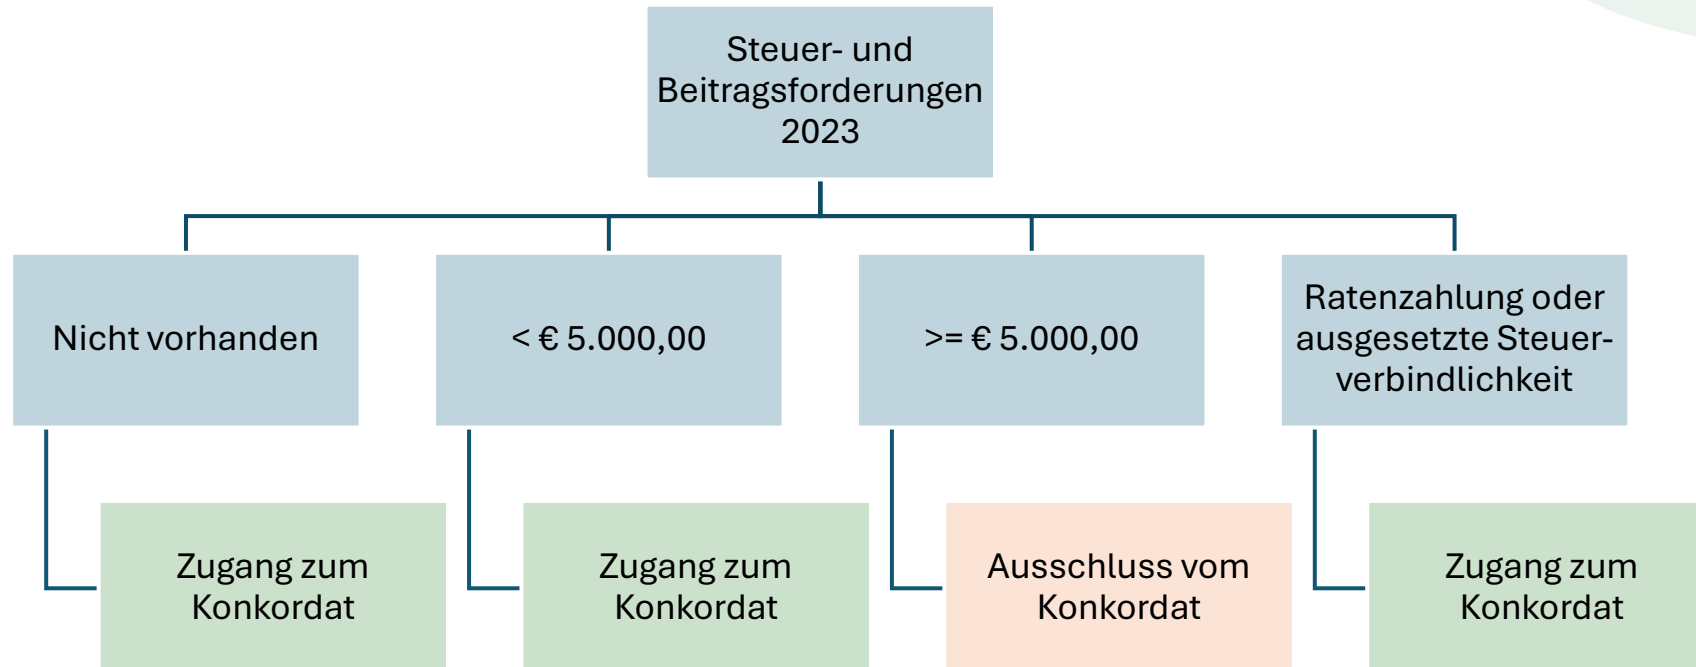 Steuer- und
Beitragsforderungen
2023
Nicht vorhanden
< € 5.000,00
>= € 5.000,00
Ratenzahlung oder
ausgesetzte Steuer-
verbindlichkeit
Zugang zum
Konkordat
Zugang zum
Konkordat
Ausschluss vom
Konkordat
Zugang zum
Konkordat